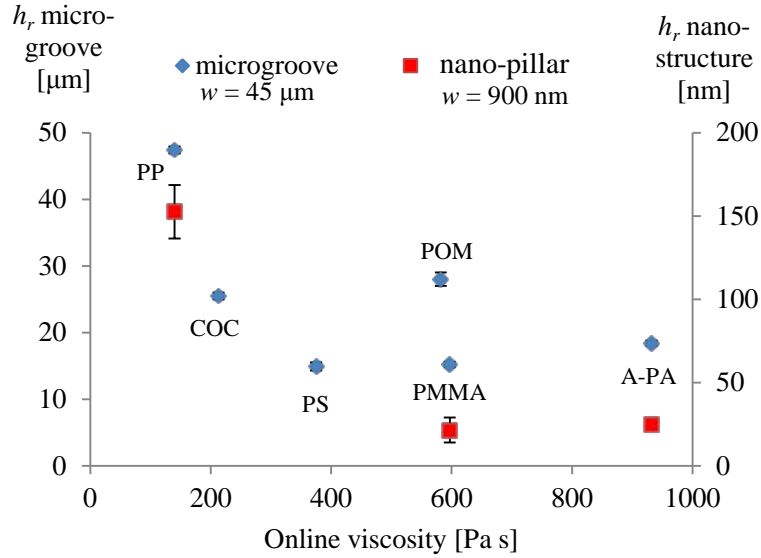 h_r micro-
groove
[µm]
h_r nano-
structure
[nm]
microgroove
w = 45 µm
nano-pillar
w = 900 nm
50
40
30
20
10
0
200
150
100
50
0
PP
COC
PS
POM
PMMA
A-PA
0 200 400 600 800 1000
Online viscosity [Pa s]